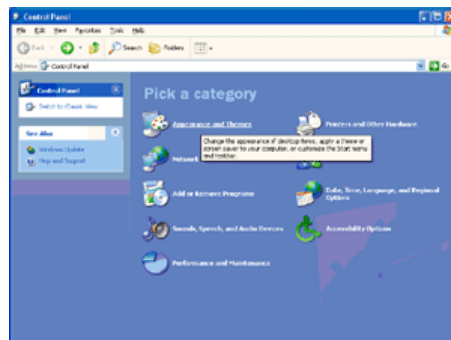 Control Panel
File Edit View Favorites Tools Help
Back Search Folders
Address Control Panel Go
Control Panel
Switch to Classic View
See Also
Windows Update
Help and Support
Pick a category
Appearance and Themes
Printers and Other Hardware
Change the appearance of desktop items, apply a theme or
screen saver to your computer, or customize the Start menu
and taskbar.
Network
Add or Remove Programs
Date, Time, Language, and Regional
Options
Sounds, Speech, and Audio Devices
Accessibility Options
Performance and Maintenance